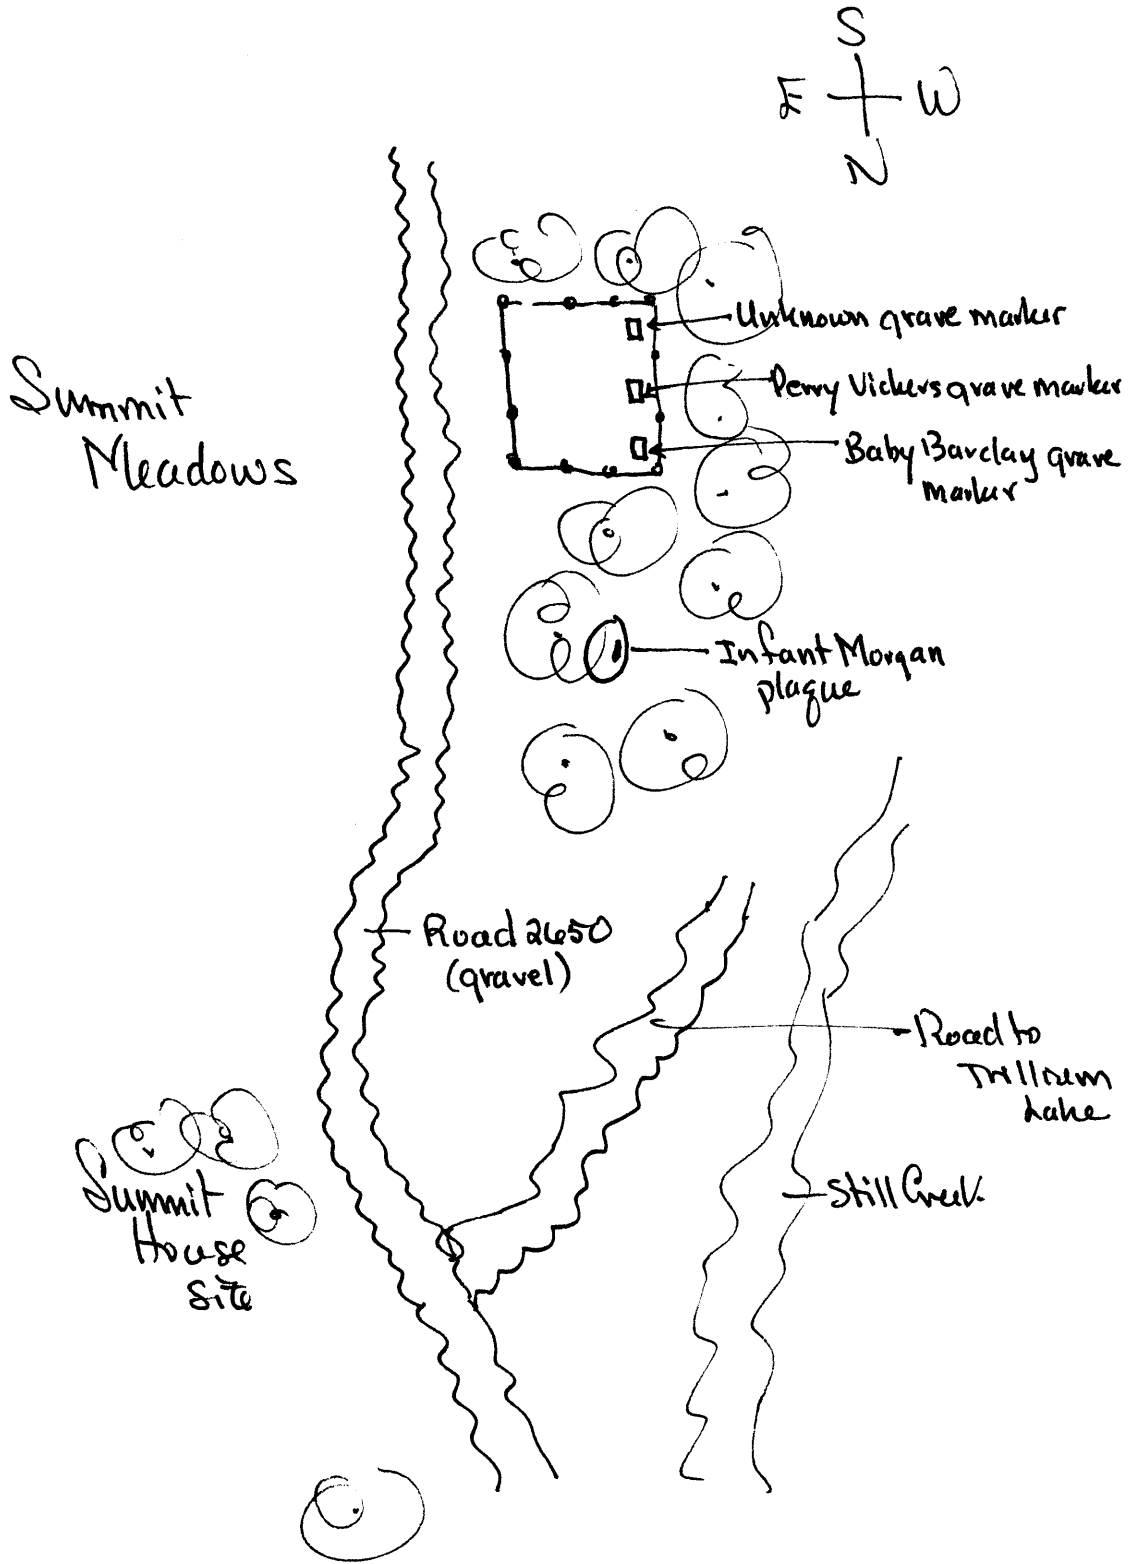 S
E W
N
Unknown grave marker
Perry Vickers grave marker
Baby Barclay grave
marker
Summit
Meadows
Infant Morgan
plaque
Road 2650
(gravel)
Road to
Trillium
Lake
Still Creek
Summit
House
Site